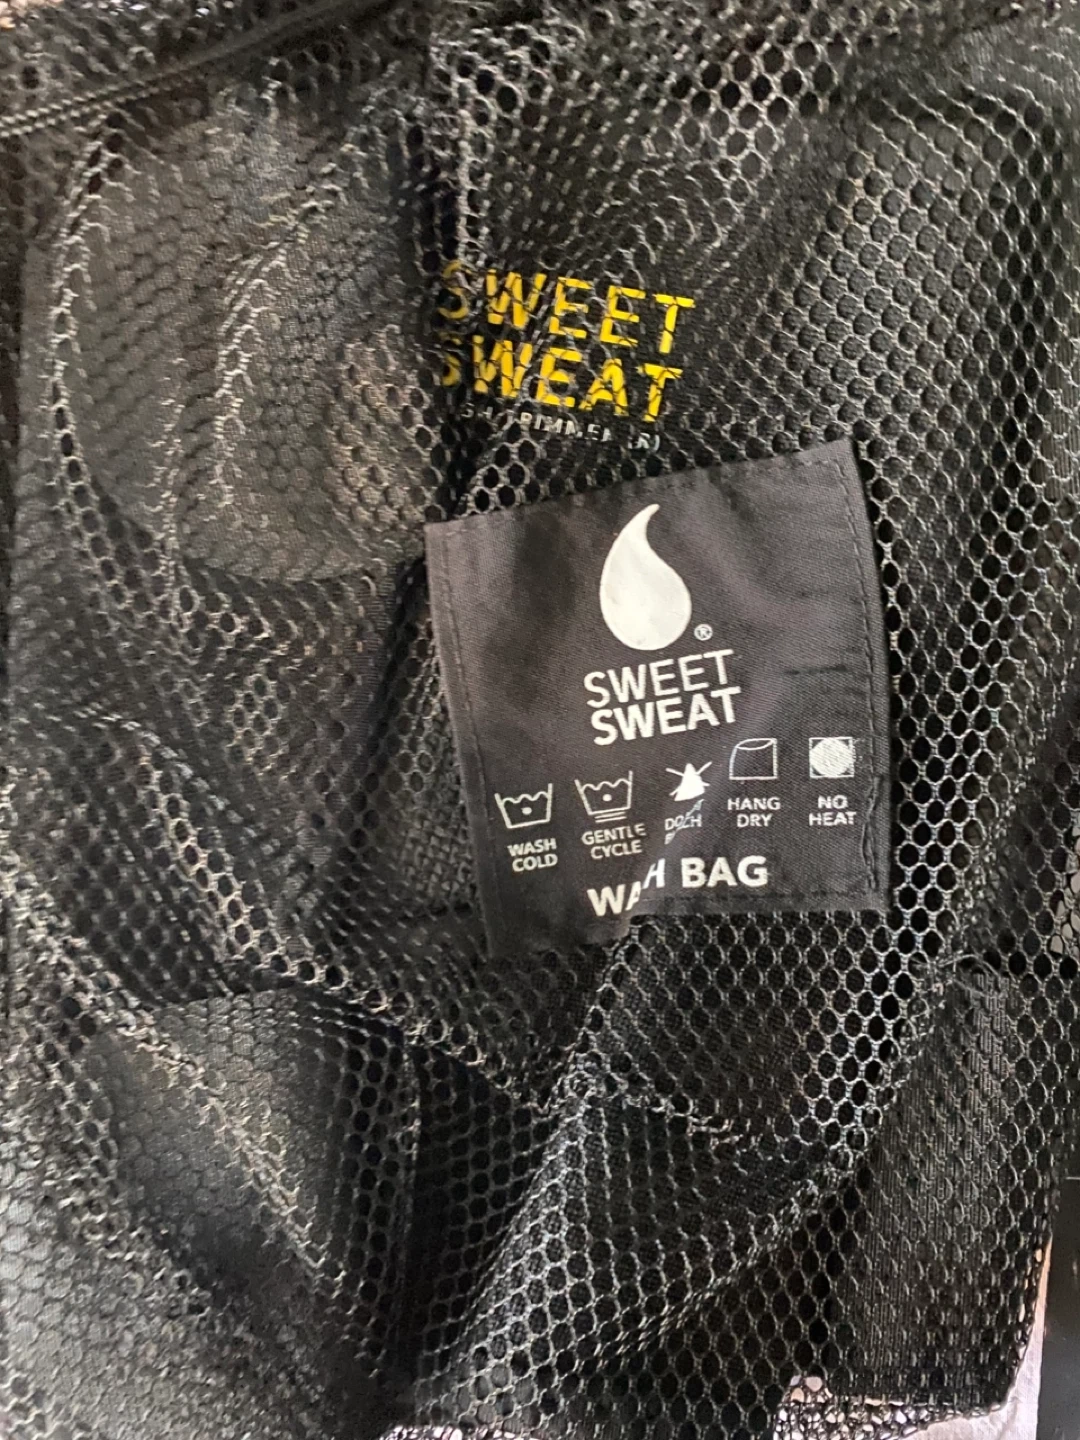 SWEET
SWEAT
®
SWEET
SWEAT
WASH COLD
GENTLE CYCLE
HANG DRY
NO HEAT
BAG